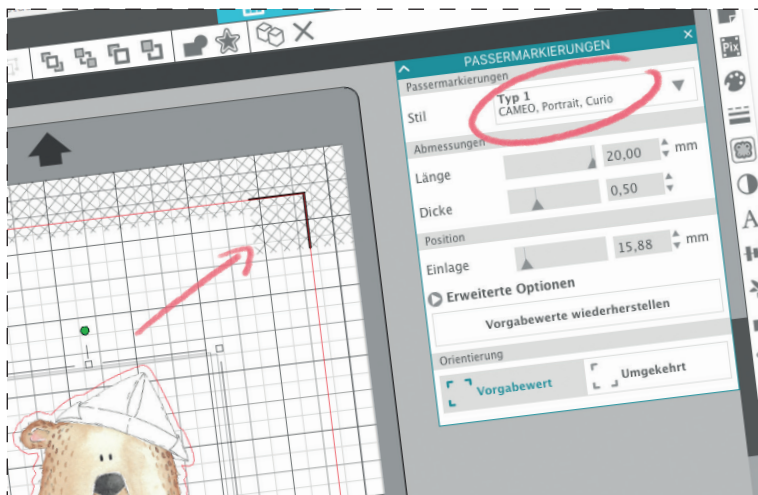 PASSERMARKIERUNGEN
Passermarkierungen
Stil
Typ 1
CAMEO, Portrait, Curio
Abmessungen
Länge 20,00 mm
Dicke 0,50
Position
Einlage 15,88 mm
Erweiterte Optionen
Vorgabewerte wiederherstellen
Orientierung
Vorgabewert Umgekehrt
Pix
A